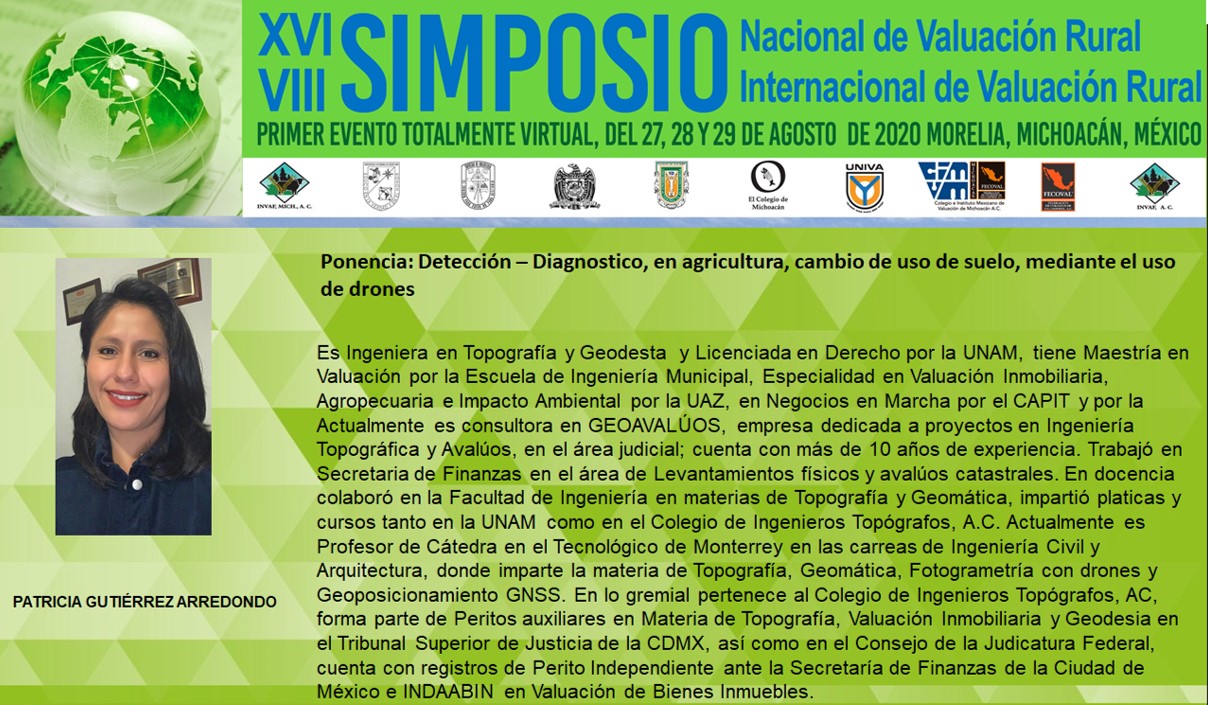 XVI SIMPOSIO Nacional de Valuación Rural
VIII Internacional de Valuación Rural
PRIMER EVENTO TOTALMENTE VIRTUAL, DEL 27, 28 Y 29 DE AGOSTO DE 2020 MORELIA, MICHOACÁN, MÉXICO
INVAF, MICH., A. C.
El Colegio de
Michoacán
UNIVA
FECOVAL
Colegio e Instituto Mexicano de
Valuación de Michoacán A.C.
FECOVAL
INVAF, A. C.
Ponencia: Detección – Diagnostico, en agricultura, cambio de uso de suelo, mediante el uso
de drones
Es Ingeniera en Topografía y Geodesta y Licenciada en Derecho por la UNAM, tiene Maestría en
Valuación por la Escuela de Ingeniería Municipal, Especialidad en Valuación Inmobiliaria,
Agropecuaria e Impacto Ambiental por la UAZ, en Negocios en Marcha por el CAPIT y por la
Actualmente es consultora en GEOAVALÚOS, empresa dedicada a proyectos en Ingeniería
Topográfica y Avalúos, en el área judicial; cuenta con más de 10 años de experiencia. Trabajó en
Secretaria de Finanzas en el área de Levantamientos físicos y avalúos catastrales. En docencia
colaboró en la Facultad de Ingeniería en materias de Topografía y Geomática, impartió platicas y
cursos tanto en la UNAM como en el Colegio de Ingenieros Topógrafos, A.C. Actualmente es
Profesor de Cátedra en el Tecnológico de Monterrey en las carreas de Ingeniería Civil y
Arquitectura, donde imparte la materia de Topografía, Geomática, Fotogrametría con drones y
Geoposicionamiento GNSS. En lo gremial pertenece al Colegio de Ingenieros Topógrafos, AC,
forma parte de Peritos auxiliares en Materia de Topografía, Valuación Inmobiliaria y Geodesia en
el Tribunal Superior de Justicia de la CDMX, así como en el Consejo de la Judicatura Federal,
cuenta con registros de Perito Independiente ante la Secretaría de Finanzas de la Ciudad de
México e INDAABIN en Valuación de Bienes Inmuebles.
PATRICIA GUTIÉRREZ ARREDONDO